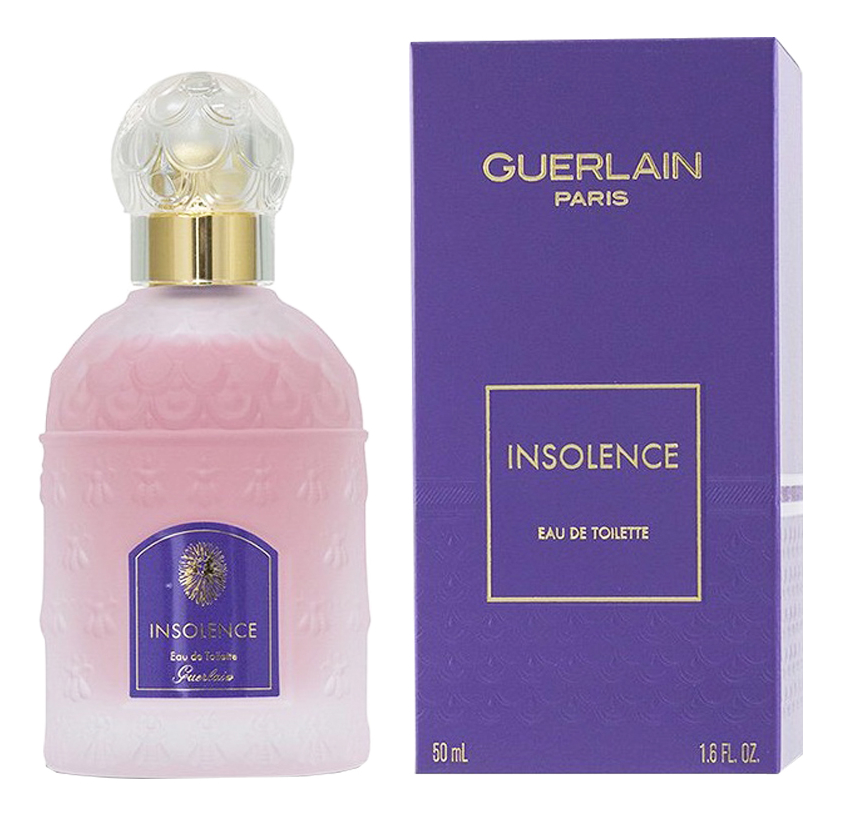 GUERLAIN
PARIS
INSOLENCE
EAU DE TOILETTE
50 mL
1.6 FL. OZ.
INSOLENCE
Eau de Toilette
Guerlain